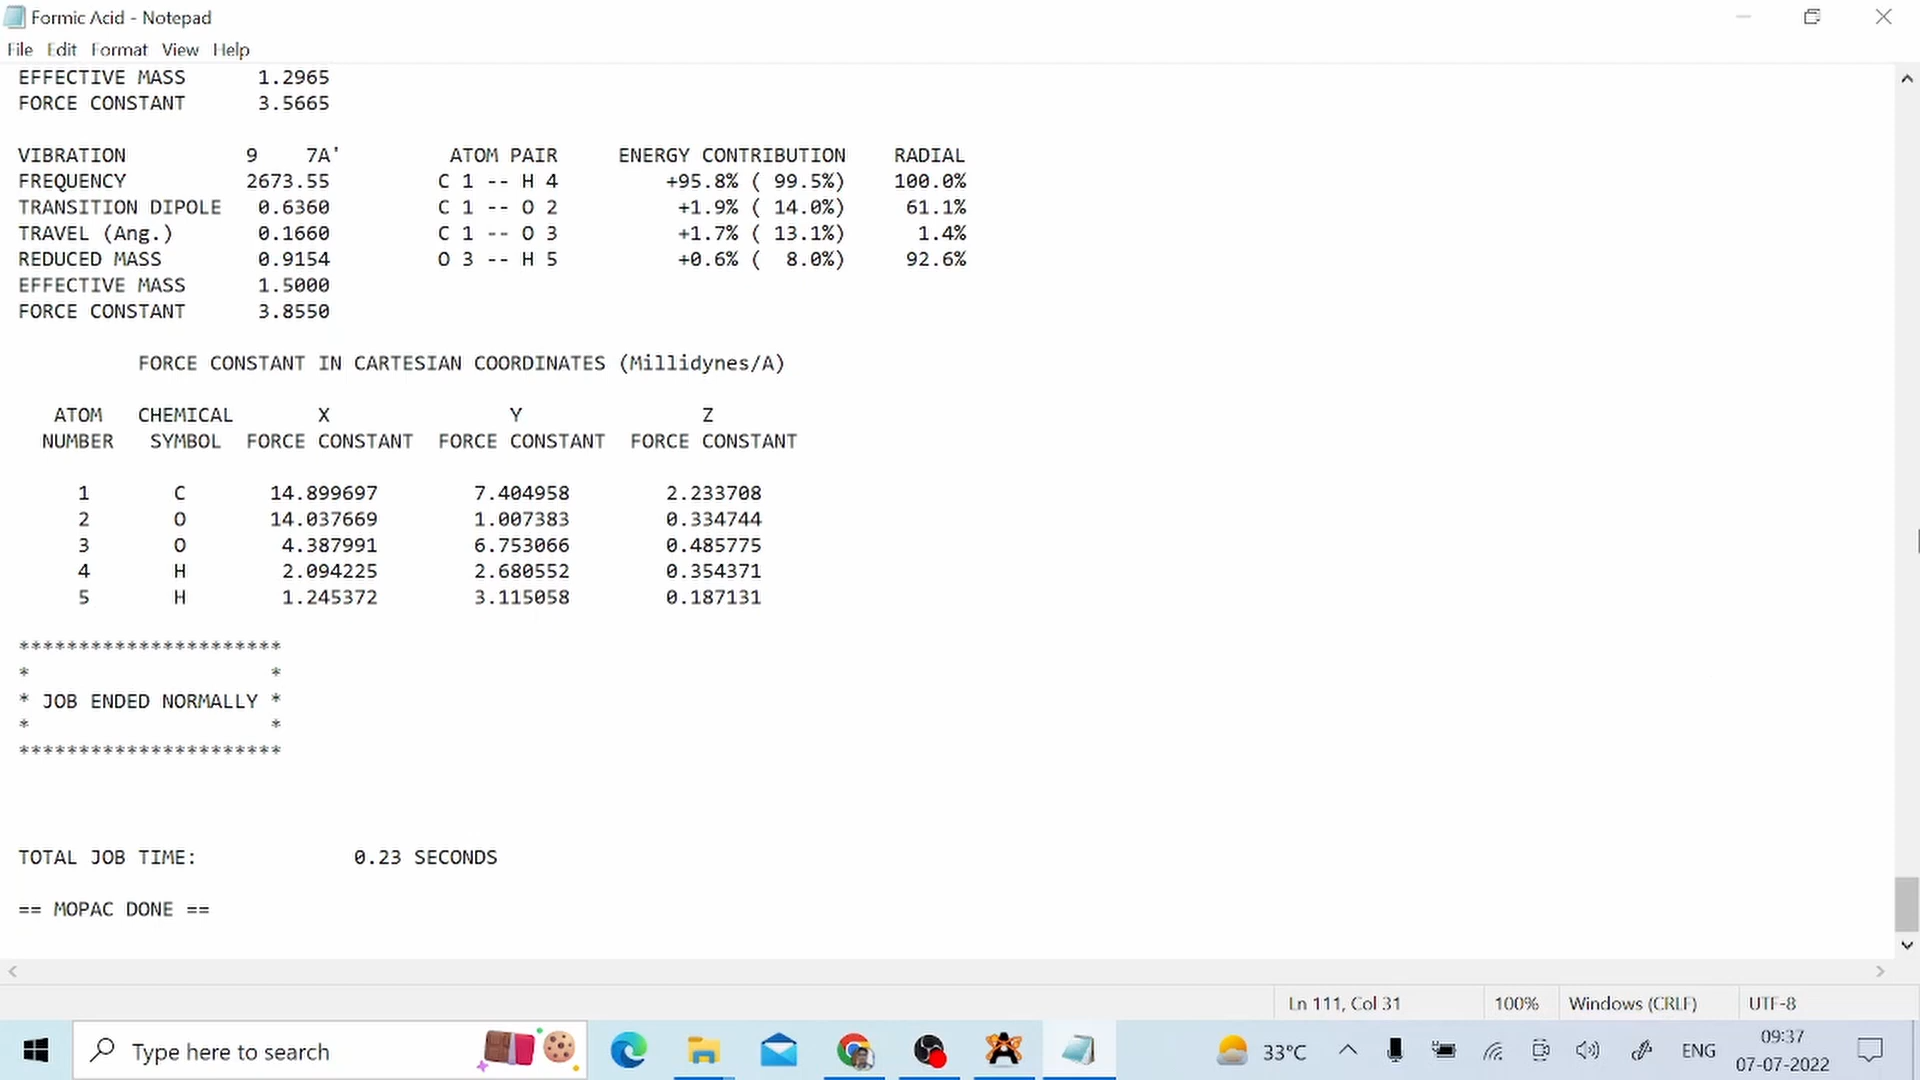 Formic Acid - Notepad
File Edit Format View Help
EFFECTIVE MASS 1.2965
FORCE CONSTANT 3.5665
VIBRATION 9 7A' ATOM PAIR ENERGY CONTRIBUTION RADIAL
FREQUENCY 2673.55 C 1 -- H 4 +95.8% ( 99.5%) 100.0%
TRANSITION DIPOLE 0.6360 C 1 -- O 2 +1.9% ( 14.0%) 61.1%
TRAVEL (Ang.) 0.1660 C 1 -- O 3 +1.7% ( 13.1%) 1.4%
REDUCED MASS 0.9154 O 3 -- H 5 +0.6% ( 8.0%) 92.6%
EFFECTIVE MASS 1.5000
FORCE CONSTANT 3.8550
FORCE CONSTANT IN CARTESIAN COORDINATES (Millidynes/A)
ATOM CHEMICAL X Y Z
NUMBER SYMBOL FORCE CONSTANT FORCE CONSTANT FORCE CONSTANT
1 C 14.899697 7.404958 2.233708
2 O 14.037669 1.007383 0.334744
3 O 4.387991 6.753066 0.485775
4 H 2.094225 2.680552 0.354371
5 H 1.245372 3.115058 0.187131
**********************
* *
* JOB ENDED NORMALLY *
* *
**********************
TOTAL JOB TIME: 0.23 SECONDS
== MOPAC DONE ==
Ln 111, Col 31 100% Windows (CRLF) UTF-8
Type here to search 33°C ENG 09:37
07-07-2022